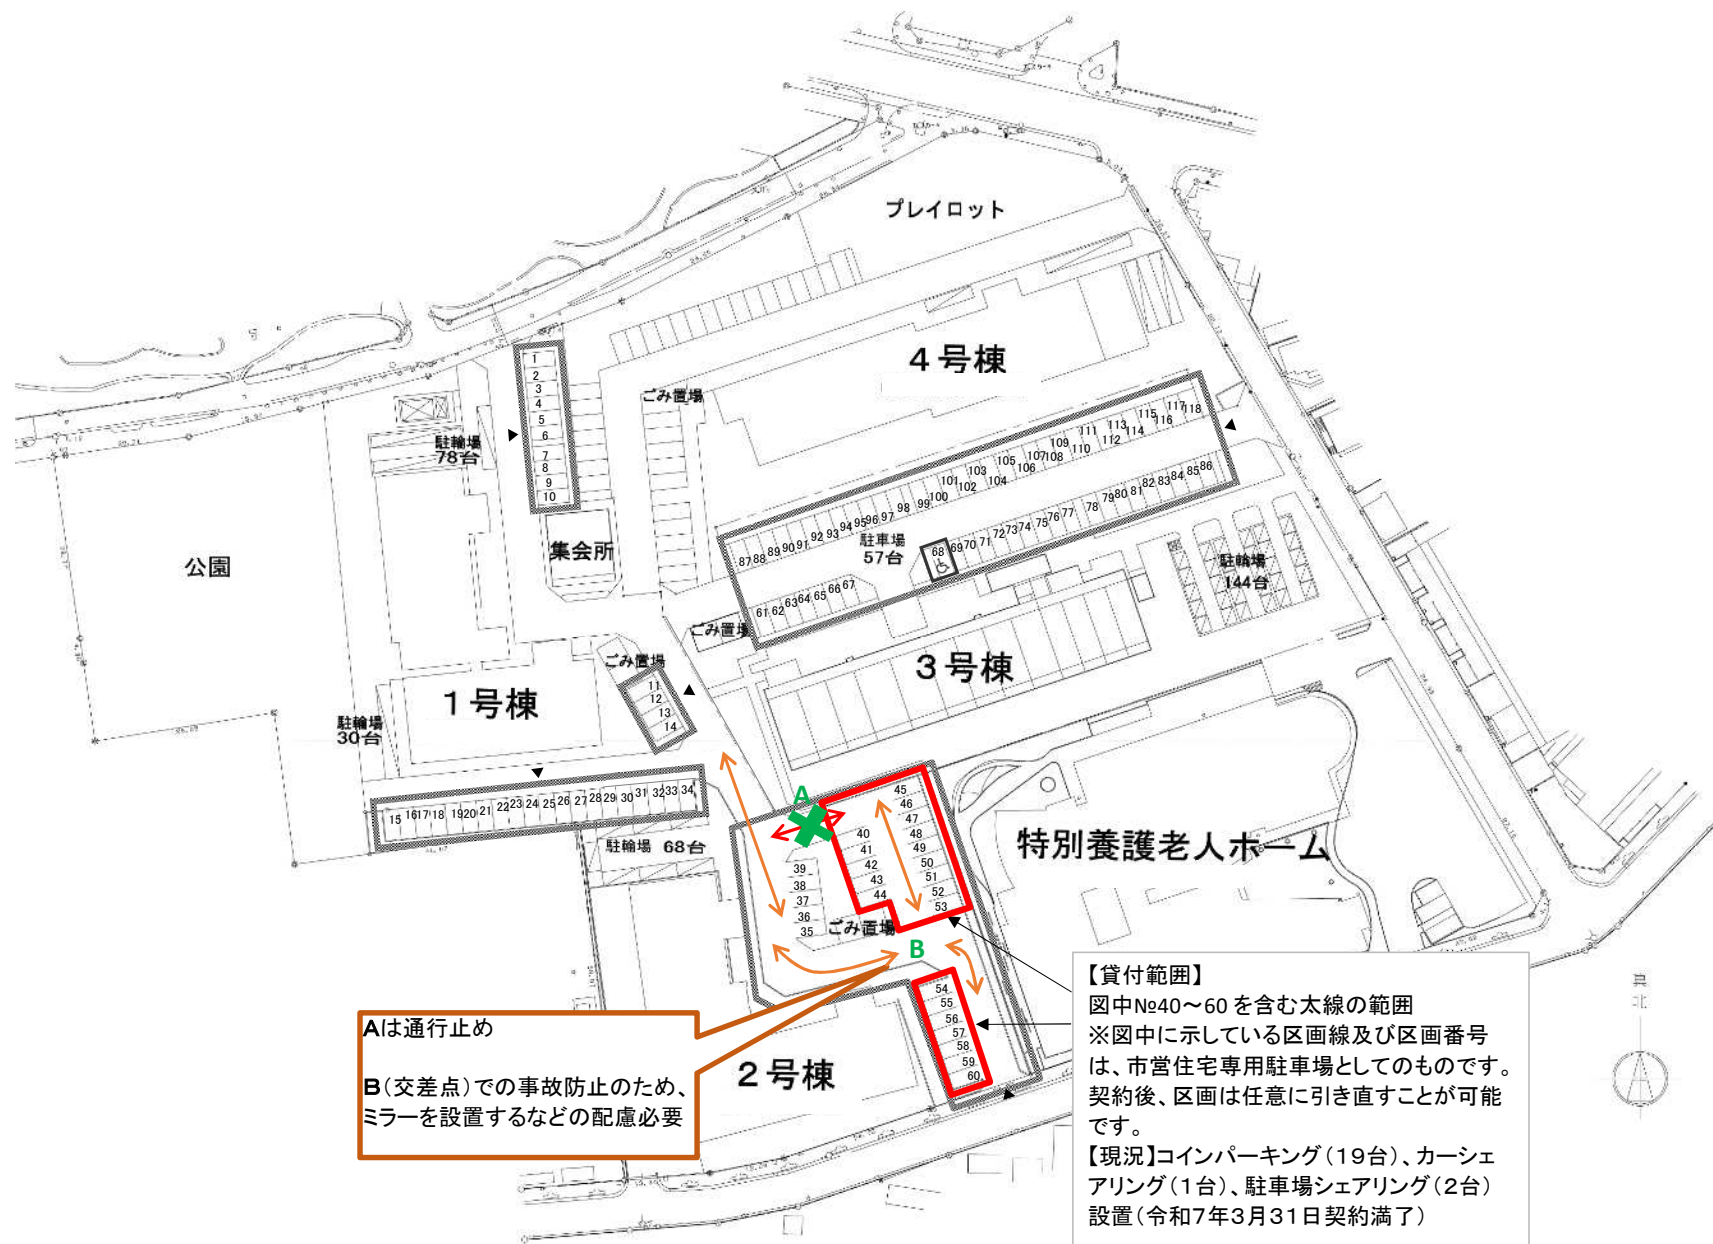 プレイロット
4号棟
ごみ置場
1
2
3
4
5
6
7
8
9
10
駐輪場
78台
集会所
公園
115 117 118
113 116
111 114
109 112
107 108 110
105 106
103 104
101 102
99 100
98
97
96
95
94
93
92
91
90
89
88
87
駐車場
57台
86
85
84
83
82
81
80
79
78
77
76
75
74
73
72
71
70
69
68
67
66
65
64
63
62
61
駐輪場
144台
ごみ置場
ごみ置場
3号棟
11
12
13
14
1号棟
駐輪場
30台
15 16 17 18 19 20 21 22 23 24 25 26 27 28 29 30 31 32 33 34
駐輪場 68台
A
45
46
47
48
49
50
51
52
53
40
41
42
43
44
39
38
37
36
35
ごみ置場
B
特別養護老人ホーム
54
55
56
57
58
59
60
2号棟
Aは通行止め
B(交差点)での事故防止のため、
ミラーを設置するなどの配慮必要
【貸付範囲】
図中№40～60を含む太線の範囲
※図中に示している区画線及び区画番号
は、市営住宅専用駐車場としてのものです。
契約後、区画は任意に引き直すことが可能
です。
【現況】コインパーキング(19台)、カーシェ
アリング(1台)、駐車場シェアリング(2台)
設置(令和7年3月31日契約満了)
真
北